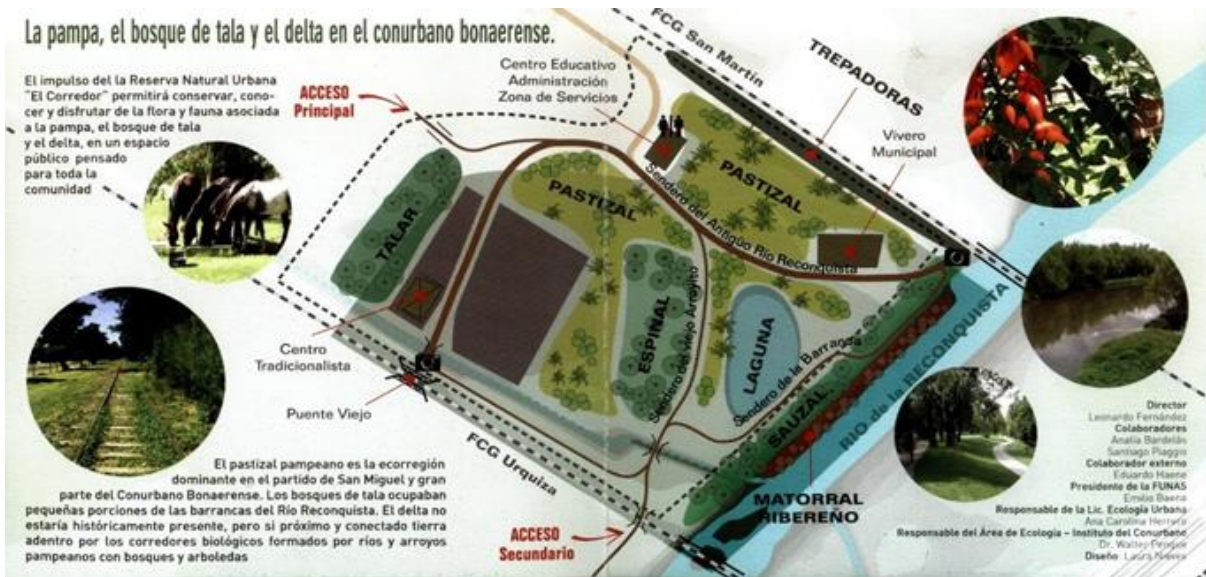 La pampa, el bosque de tala y el delta en el conurbano bonaerense.
El impulso del la Reserva Natural Urbana
"El Corredor" permitirá conservar, cono-
cer y disfrutar de la flora y fauna asociada
a la pampa, el bosque de tala
y el delta, en un espacio
público pensado
para toda la
comunidad
ACCESO
Principal
Centro Educativo
Administración
Zona de Servicios
FCG San Martín
TREPADORAS
Vivero
Municipal
TALAR
PASTIZAL
PASTIZAL
Sendero del Antigüo Río Reconquista
ESPINAL
Sendero del Viejo Arroyito
LAGUNA
Sendero de la Barranca
SAUZAL
RIO de la RECONQUISTA
Centro
Tradicionalista
Puente Viejo
FCG Urquiza
MATORRAL
RIBEREÑO
ACCESO
Secundario
El pastizal pampeano es la ecorregión
dominante en el partido de San Miguel y gran
parte del Conurbano Bonaerense. Los bosques de tala ocupaban
pequeñas porciones de las barrancas del Río Reconquista. El delta no
estaría históricamente presente, pero si próximo y conectado tierra
adentro por los corredores biológicos formados por ríos y arroyos
pampeanos con bosques y arboledas
Director
Leonardo Fernández
Colaboradores
Analía Bardelás
Santiago Piaggio
Colaborador externo
Eduardo Haene
Presidente de la FUNAS
Emilio Baena
Responsable de la Lic. Ecología Urbana
Ana Carolina Herrero
Responsable del Área de Ecología – Instituto del Conurbano
Dr. Walter Pengue
Diseño: Laura